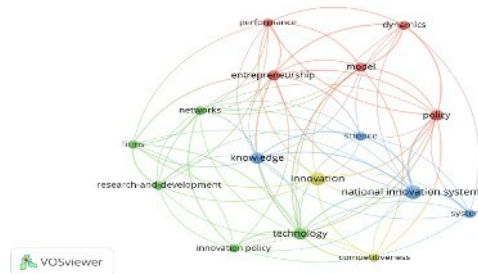 performance
dynamics
model
entrepreneurship
networks
policy
science
firms
knowledge
innovation
research-and-development
national innovation system
system
technology
innovation policy
competitiveness
VOSviewer